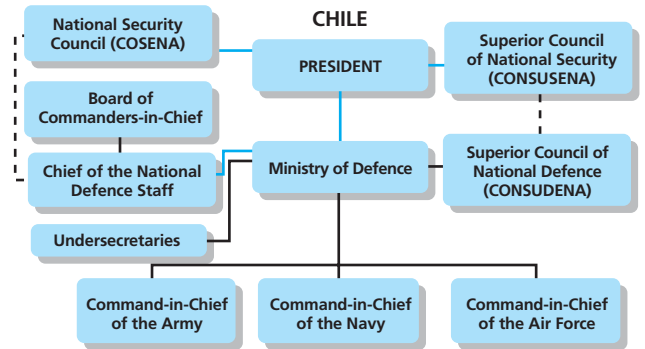 CHILE
National Security
Council (COSENA)
PRESIDENT
Superior Council
of National Security
(CONSUSENA)
Board of
Commanders-in-Chief
Chief of the National
Defence Staff
Ministry of Defence
Superior Council of
National Defence
(CONSUDENA)
Undersecretaries
Command-in-Chief
of the Army
Command-in-Chief
of the Navy
Command-in-Chief
of the Air Force